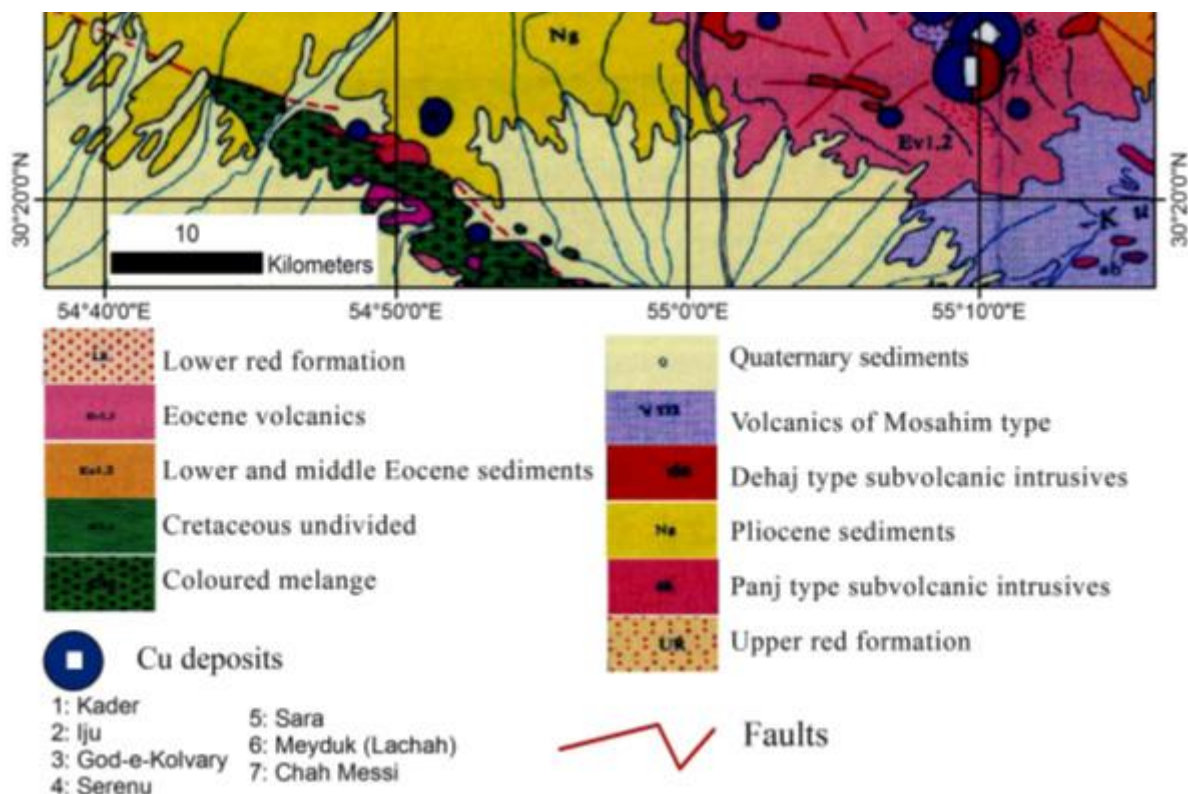 Ng
6
7
Ev1,2
K
30°20'0"N
30°20'0"N
10
Kilometers
54°40'0"E
54°50'0"E
55°0'0"E
55°10'0"E
Lower red formation
Eocene volcanics
Lower and middle Eocene sediments
Cretaceous undivided
Coloured melange
Q
Quaternary sediments
Volcanics of Mosahim type
Dehaj type subvolcanic intrusives
Ng
Pliocene sediments
Panj type subvolcanic intrusives
UR
Upper red formation
Cu deposits
1: Kader
2: Iju
3: God-e-Kolvary
4: Serenu
5: Sara
6: Meyduk (Lachah)
7: Chah Messi
Faults